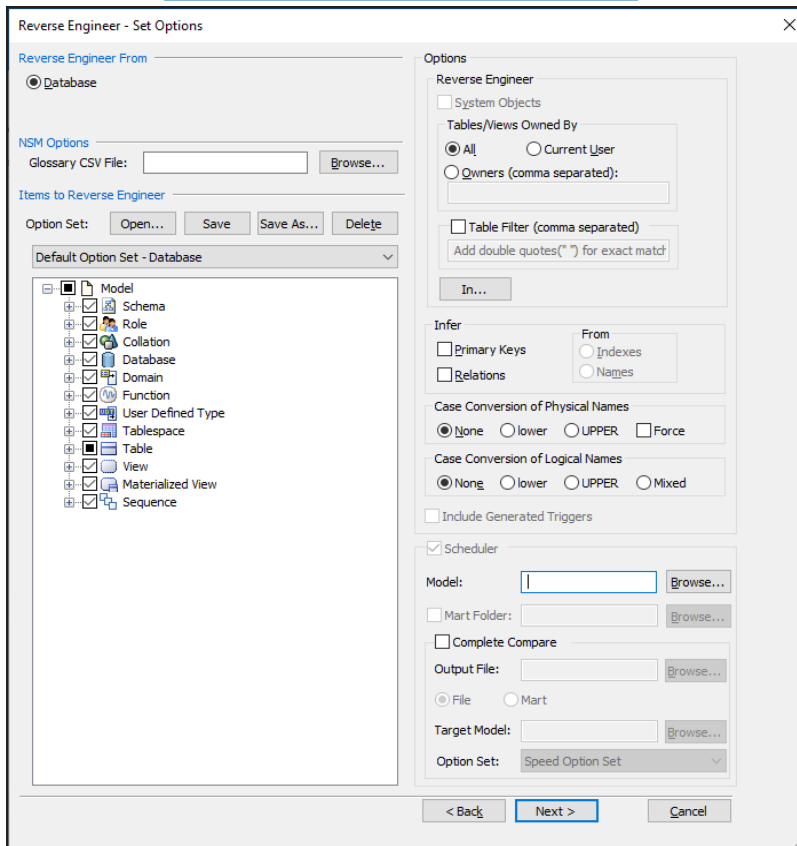 Reverse Engineer - Set Options
Reverse Engineer From
Database
NSM Options
Glossary CSV File:
Browse...
Items to Reverse Engineer
Option Set:
Open...
Save
Save As...
Delete
Default Option Set - Database
Model
Schema
Role
Collation
Database
Domain
Function
User Defined Type
Tablespace
Table
View
Materialized View
Sequence
Options
Reverse Engineer
System Objects
Tables/Views Owned By
All
Current User
Owners (comma separated):
Table Filter (comma separated)
Add double quotes(" ") for exact match
In...
Infer
Primary Keys
Relations
From
Indexes
Names
Case Conversion of Physical Names
None
lower
UPPER
Force
Case Conversion of Logical Names
None
lower
UPPER
Mixed
Include Generated Triggers
Scheduler
Model:
Browse...
Mart Folder:
Browse...
Complete Compare
Output File:
Browse...
File
Mart
Target Model:
Browse...
Option Set:
Speed Option Set
< Back
Next >
Cancel